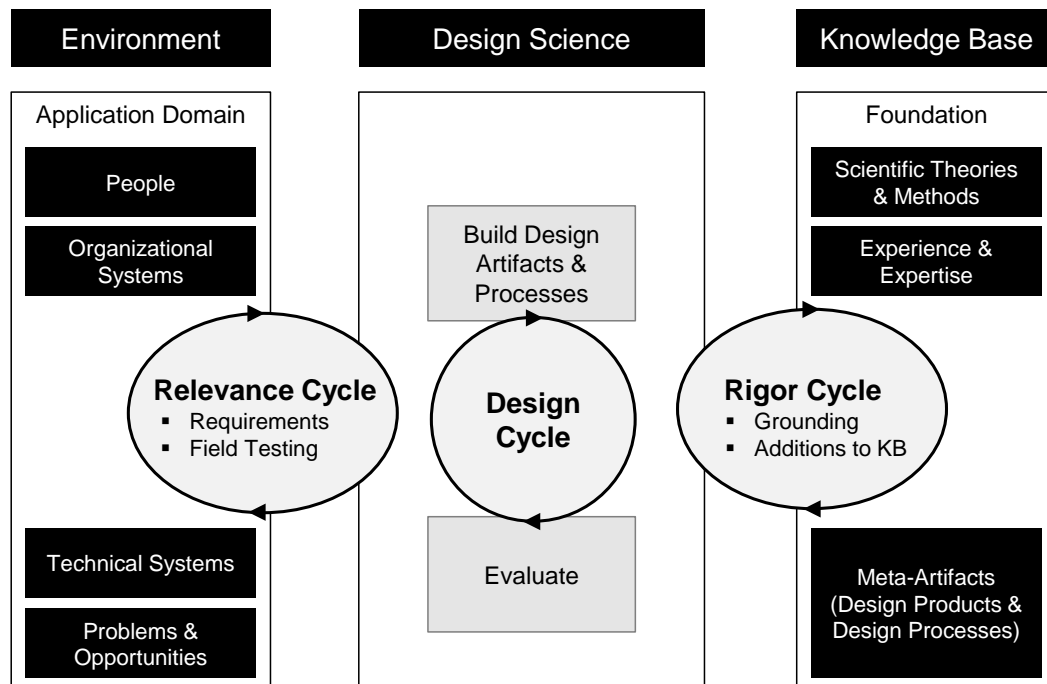 Environment
Design Science
Knowledge Base
Application Domain
People
Organizational
Systems
Relevance Cycle
▪ Requirements
▪ Field Testing
Technical Systems
Problems &
Opportunities
Build Design
Artifacts &
Processes
Design
Cycle
Evaluate
Foundation
Scientific Theories
& Methods
Experience &
Expertise
Rigor Cycle
▪ Grounding
▪ Additions to KB
Meta-Artifacts
(Design Products &
Design Processes)